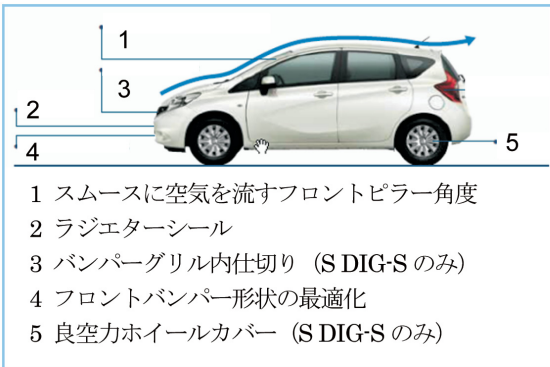 1
3
2
4
5
1 スムースに空気を流すフロントピラー角度
2 ラジエターシール
3 バンパーグリル内仕切り（S DIG-S のみ）
4 フロントバンパー形状の最適化
5 良空力ホイールカバー（S DIG-S のみ）